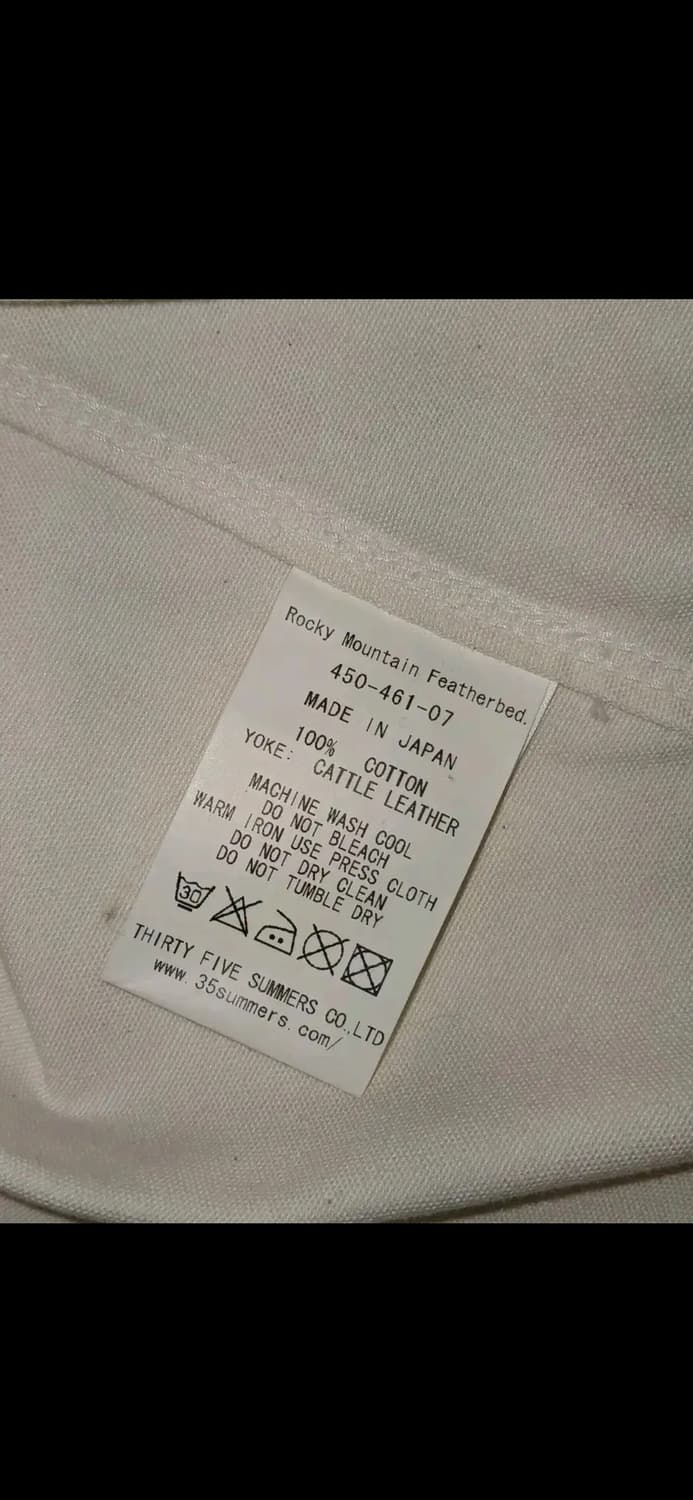 Rocky Mountain Featherbed.
450-461-07
MADE IN JAPAN
100% COTTON
YOKE: CATTLE LEATHER
MACHINE WASH COOL
DO NOT BLEACH
WARM IRON USE PRESS CLOTH
DO NOT DRY CLEAN
DO NOT TUMBLE DRY
30
THIRTY FIVE SUMMERS CO.,LTD
www.35summers.com/